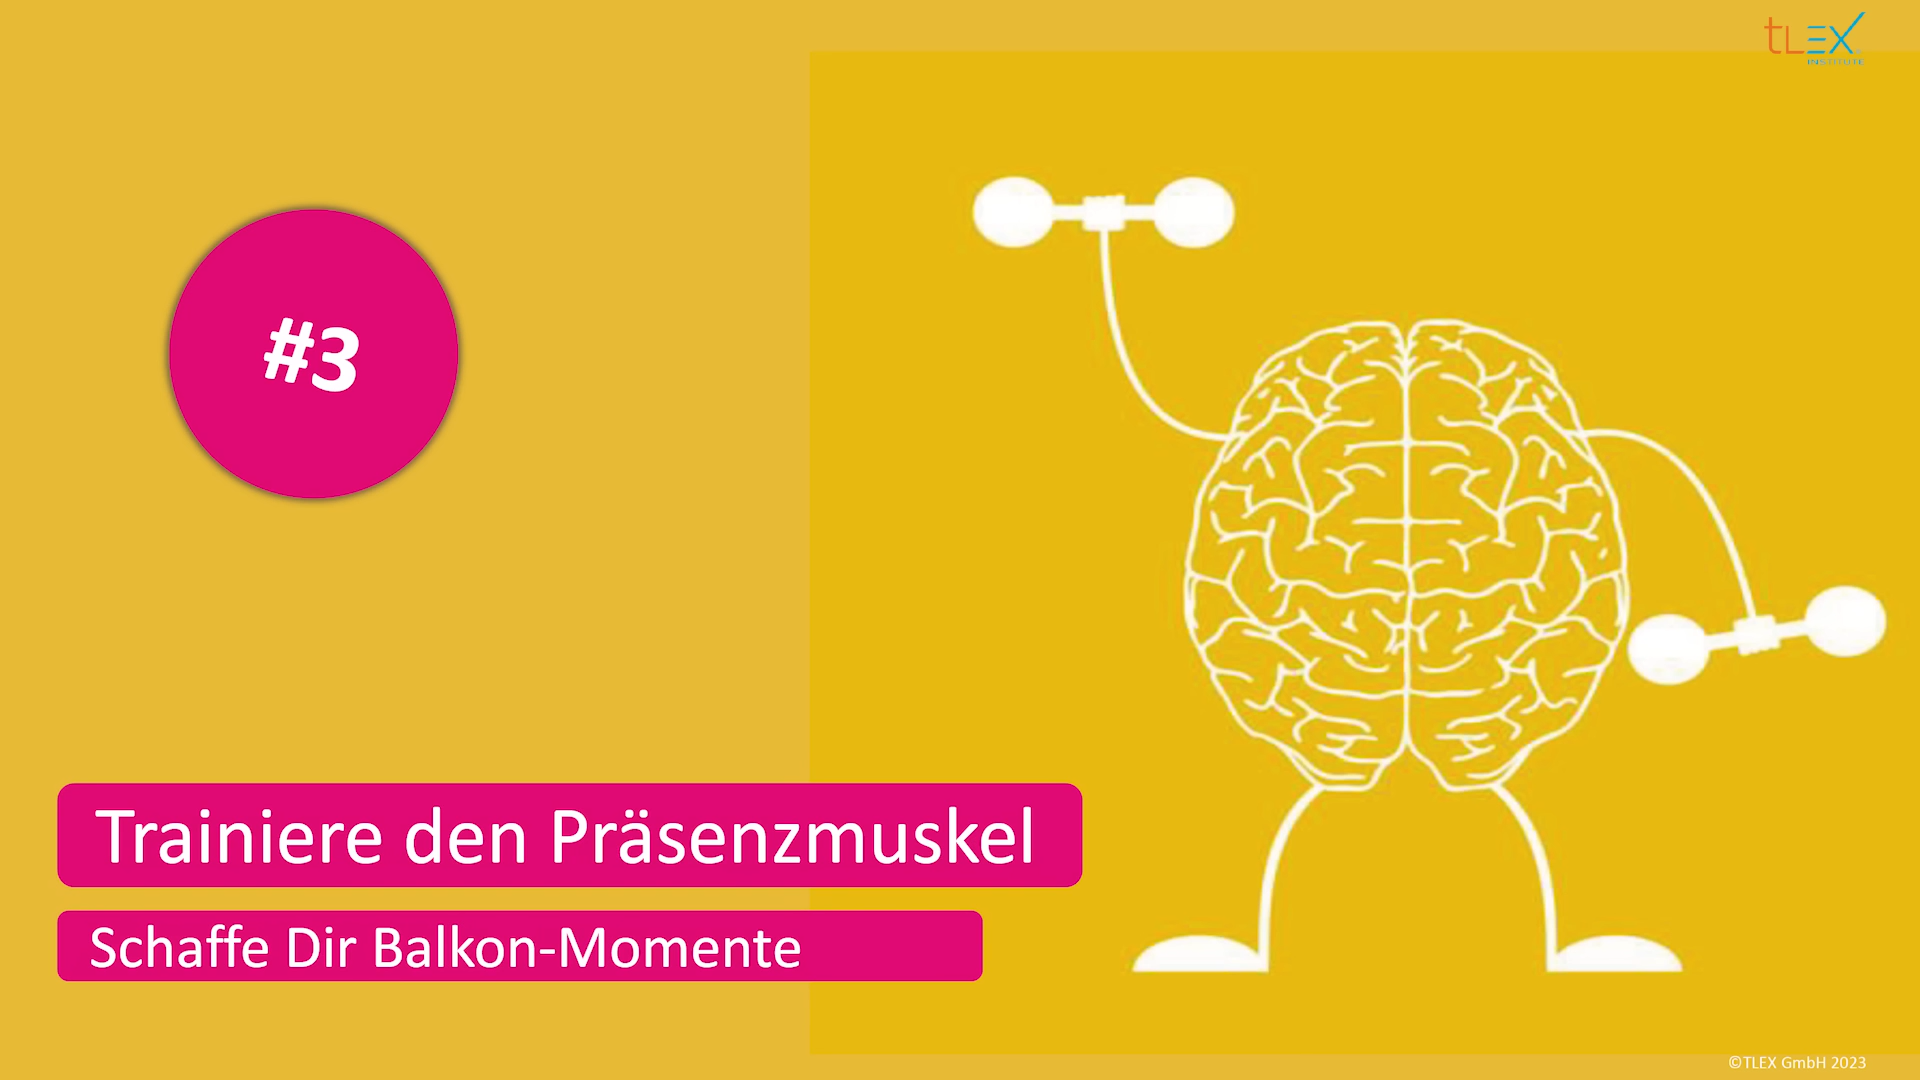 tLEX
INSTITUTE
#3
Trainiere den Präsenzmuskel
Schaffe Dir Balkon-Momente
©TLEX GmbH 2023